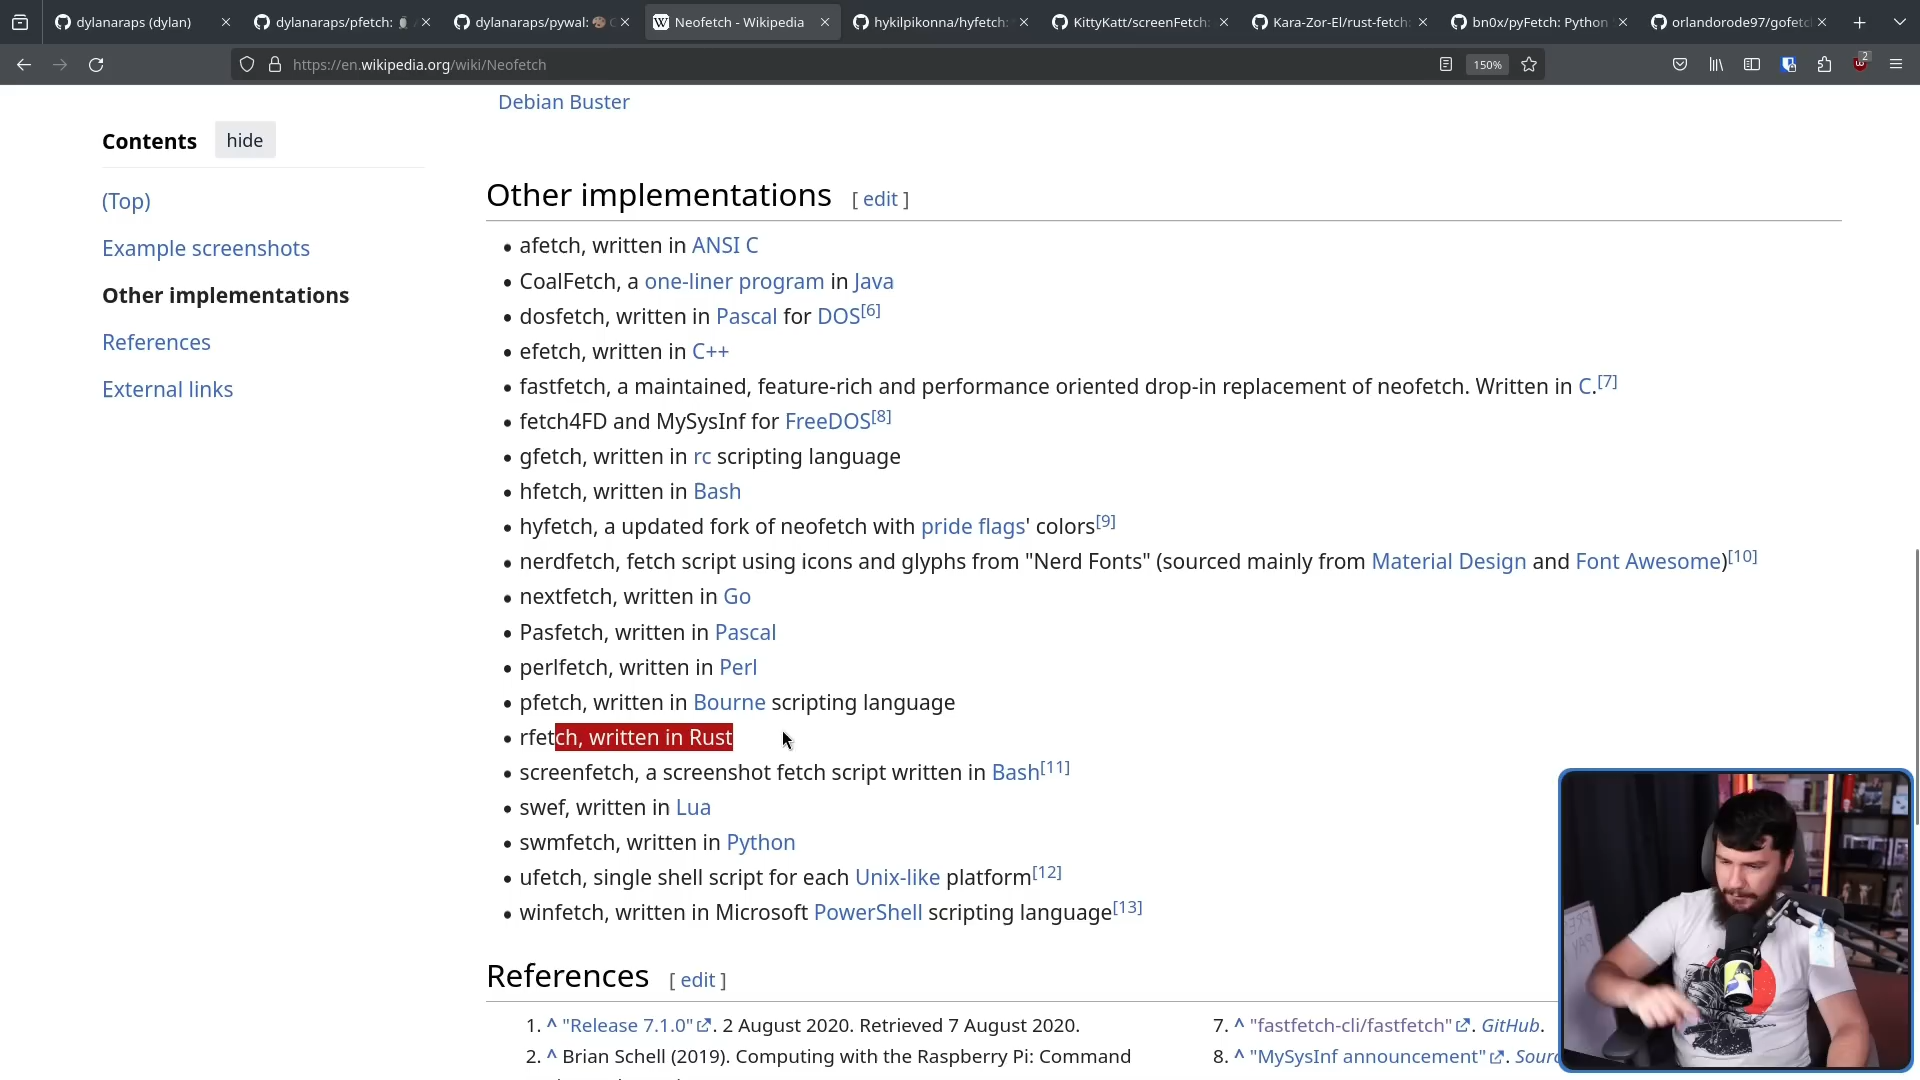 dylanaraps (dylan)
dylanaraps/pfetch:
dylanaraps/pywal:
Neofetch - Wikipedia
hykilpikonna/hyfetch:
KittyKatt/screenFetch:
Kara-Zor-El/rust-fetch:
bn0x/pyFetch: Python
orlandorode97/gofetc
https://en.wikipedia.org/wiki/Neofetch
150%
2
Debian Buster
Contents hide
(Top)
Example screenshots
Other implementations
References
External links
Other implementations [ edit ]
• afetch, written in ANSI C
• CoalFetch, a one-liner program in Java
• dosfetch, written in Pascal for DOS[6]
• efetch, written in C++
• fastfetch, a maintained, feature-rich and performance oriented drop-in replacement of neofetch. Written in C.[7]
• fetch4FD and MySysInf for FreeDOS[8]
• gfetch, written in rc scripting language
• hfetch, written in Bash
• hyfetch, a updated fork of neofetch with pride flags' colors[9]
• nerdfetch, fetch script using icons and glyphs from "Nerd Fonts" (sourced mainly from Material Design and Font Awesome)[10]
• nextfetch, written in Go
• Pasfetch, written in Pascal
• perlfetch, written in Perl
• pfetch, written in Bourne scripting language
• rfetch, written in Rust
• screenfetch, a screenshot fetch script written in Bash[11]
• swef, written in Lua
• swmfetch, written in Python
• ufetch, single shell script for each Unix-like platform[12]
• winfetch, written in Microsoft PowerShell scripting language[13]
References [ edit ]
1. ^ "Release 7.1.0". 2 August 2020. Retrieved 7 August 2020.
2. ^ Brian Schell (2019). Computing with the Raspberry Pi: Command
7. ^ "fastfetch-cli/fastfetch". GitHub.
8. ^ "MySysInf announcement". Sourc